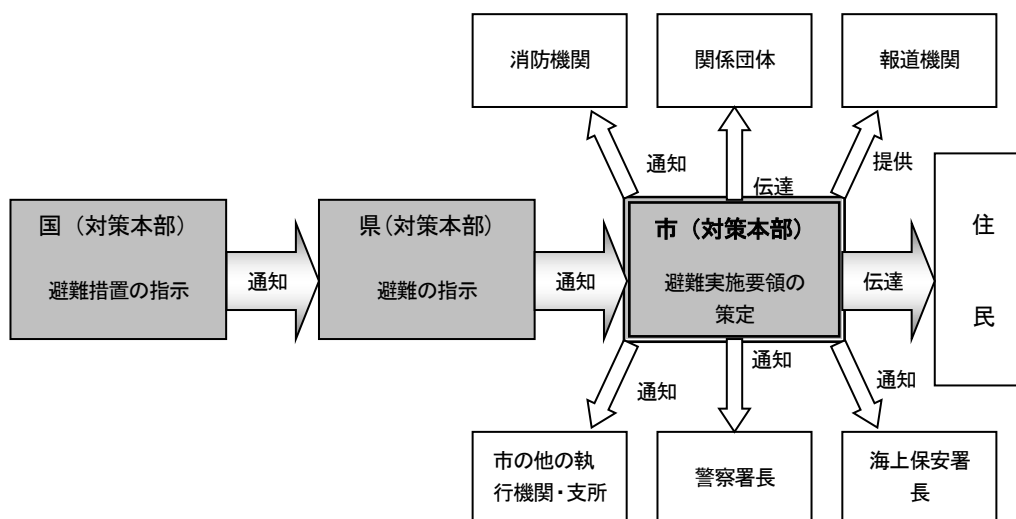 消防機関
関係団体
報道機関
通知
伝達
提供
国（対策本部）
避難措置の指示
通知
県（対策本部）
避難の指示
通知
市（対策本部）
避難実施要領の
策定
伝達
住
民
通知
通知
通知
市の他の執
行機関・支所
警察署長
海上保安署
長